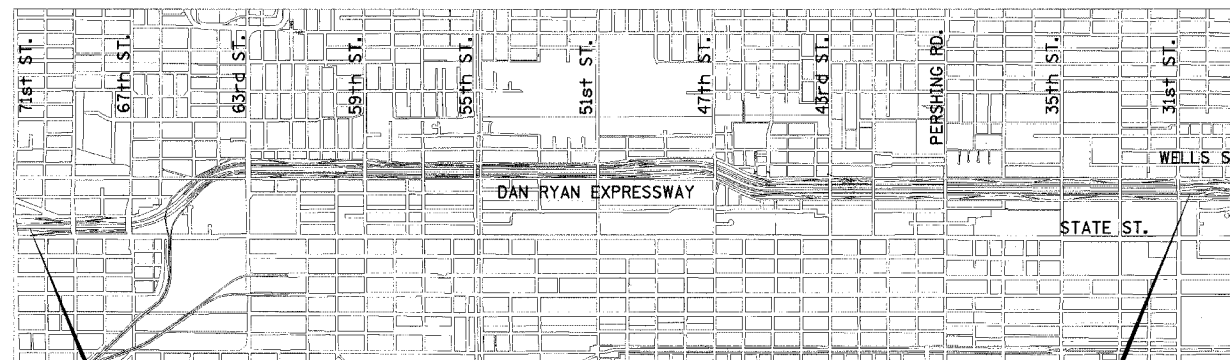 71st ST.
67th ST.
63rd ST.
59th ST.
55th ST.
51st ST.
47th ST.
43rd ST.
PERSHING RD.
35th ST.
31st ST.
WELLS S
DAN RYAN EXPRESSWAY
STATE ST.